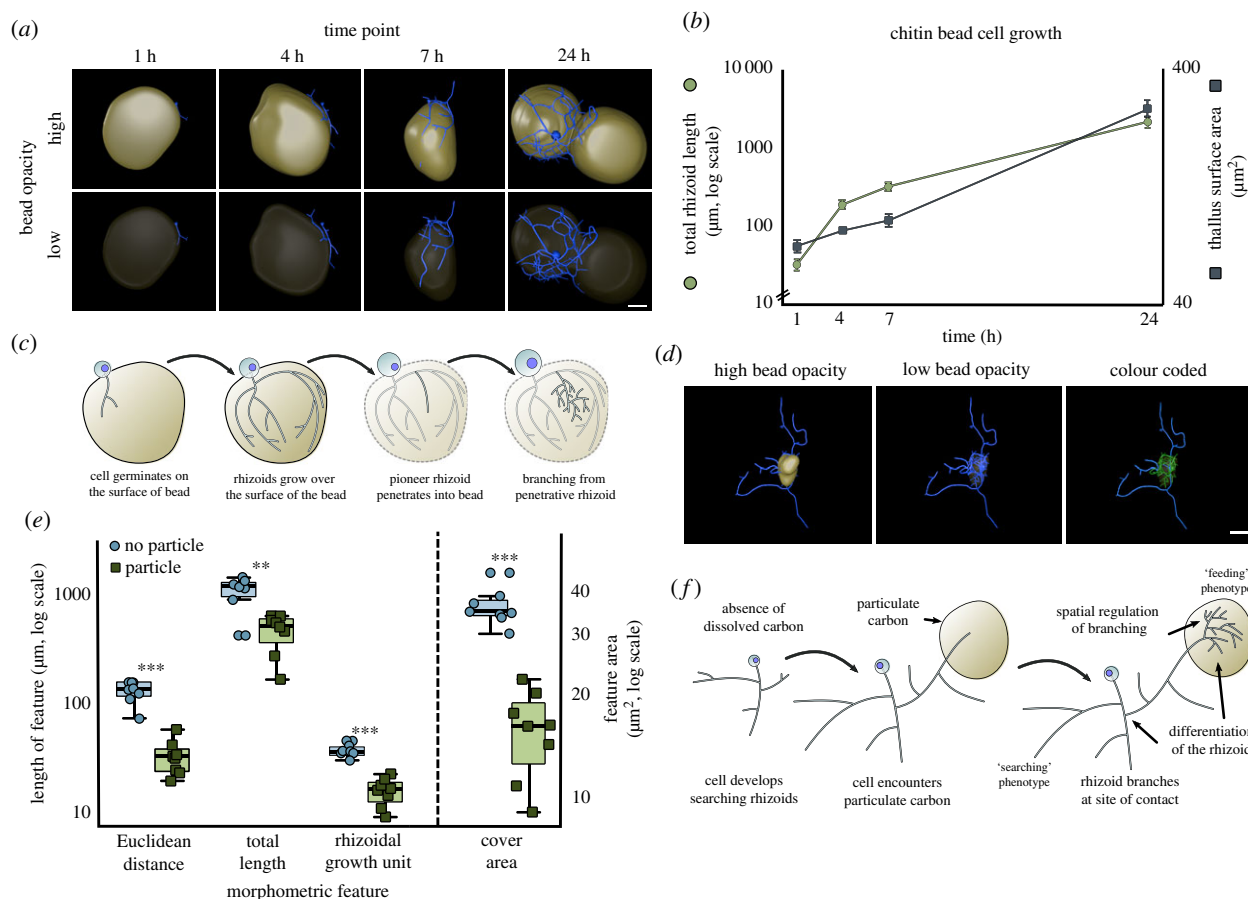 (a)
time point
1 h
4 h
7 h
24 h
bead opacity
high
low
(b)
chitin bead cell growth
total rhizoid length
(µm, log scale)
10 000
1000
100
10
400
40
thallus surface area
(µm²)
1
4
7
24
time (h)
(c)
cell germinates on
the surface of bead
rhizoids grow over
the surface of the bead
pioneer rhizoid
penetrates into bead
branching from
penetrative rhizoid
(d)
high bead opacity
low bead opacity
colour coded
(e)
no particle
particle
length of feature (µm, log scale)
1000
100
10
***
**
***
***
40
30
20
10
feature area
(µm², log scale)
Euclidean
distance
total
length
rhizoidal
growth unit
cover
area
morphometric feature
(f)
absence of
dissolved carbon
particulate
carbon
spatial regulation
of branching
'feeding'
phenotype
cell develops
searching rhizoids
cell encounters
particulate carbon
'searching'
phenotype
rhizoid branches
at site of contact
differentiation
of the rhizoid